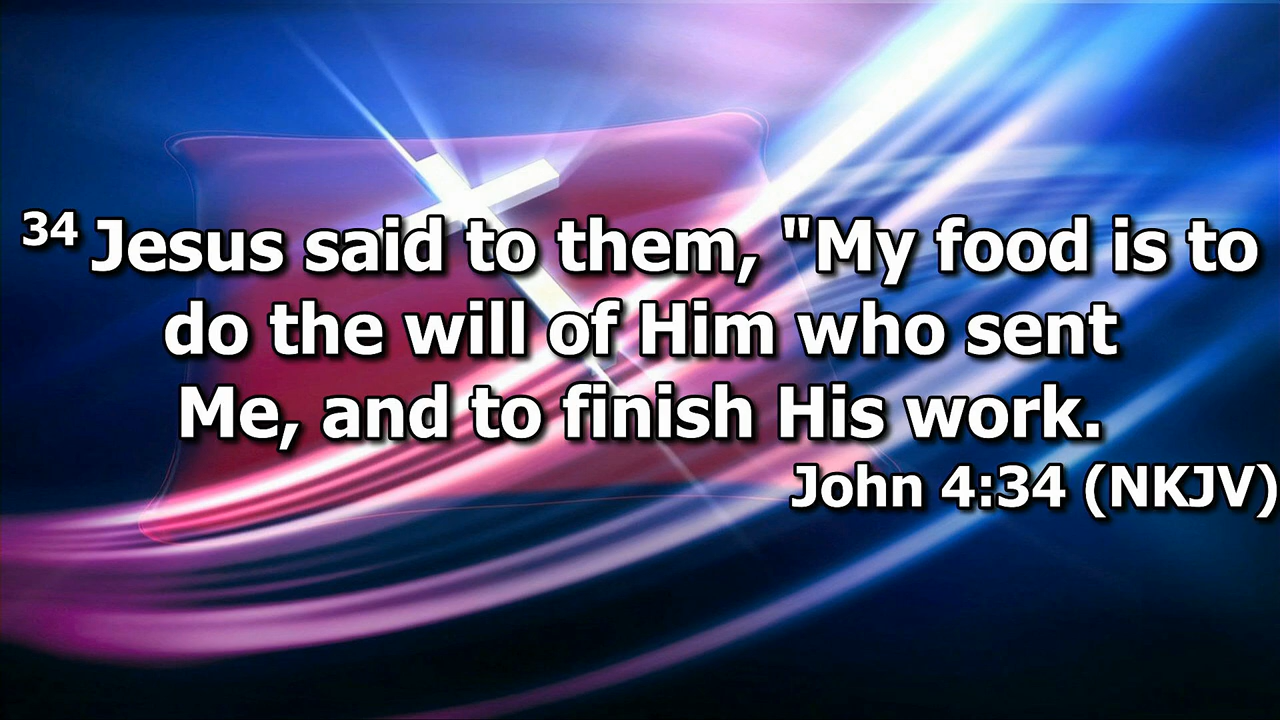 34 Jesus said to them, "My food is to
do the will of Him who sent
Me, and to finish His work.
John 4:34 (NKJV)